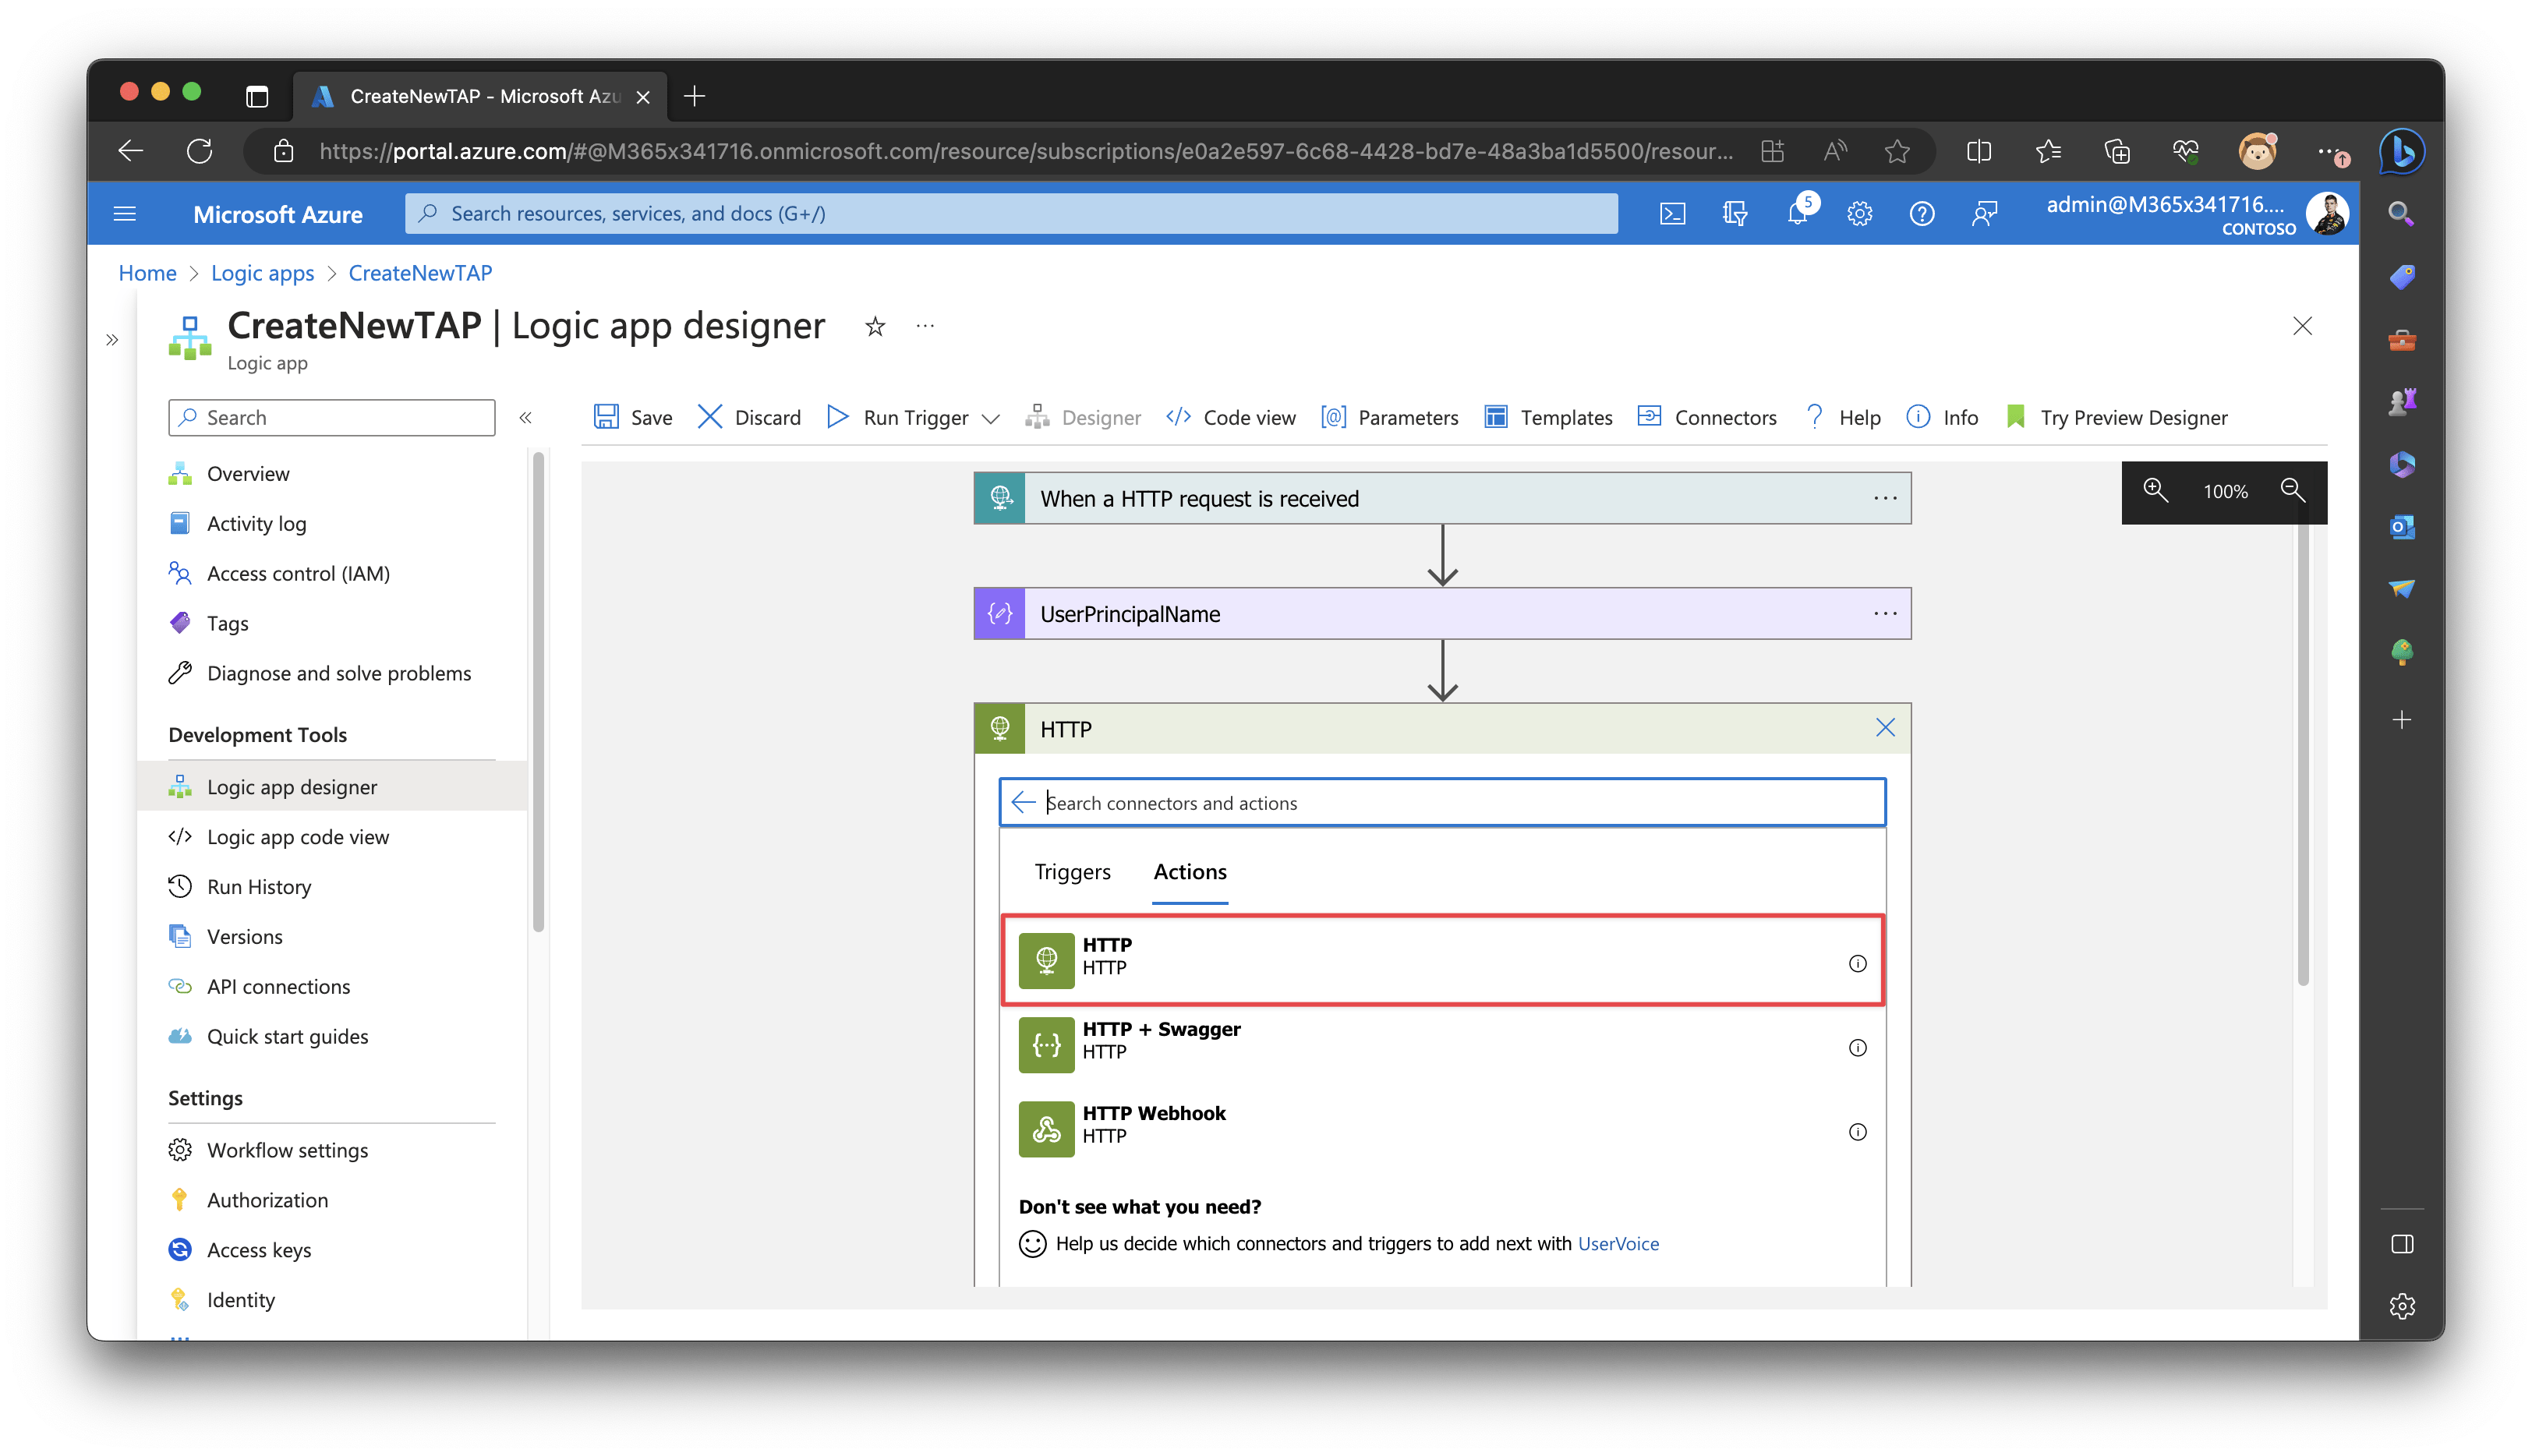 CreateNewTAP - Microsoft Azu
https://portal.azure.com/#@M365x341716.onmicrosoft.com/resource/subscriptions/e0a2e597-6c68-4428-bd7e-48a3ba1d5500/resour...
Microsoft Azure
Search resources, services, and docs (G+/)
5
admin@M365x341716....
CONTOSO
Home > Logic apps > CreateNewTAP
CreateNewTAP | Logic app designer
Logic app
Search
Save
Discard
Run Trigger
Designer
Code view
Parameters
Templates
Connectors
Help
Info
Try Preview Designer
Overview
Activity log
Access control (IAM)
Tags
Diagnose and solve problems
Development Tools
Logic app designer
Logic app code view
Run History
Versions
API connections
Quick start guides
Settings
Workflow settings
Authorization
Access keys
Identity
When a HTTP request is received
100%
UserPrincipalName
HTTP
Search connectors and actions
Triggers
Actions
HTTP
HTTP
HTTP + Swagger
HTTP
HTTP Webhook
HTTP
Don't see what you need?
Help us decide which connectors and triggers to add next with UserVoice